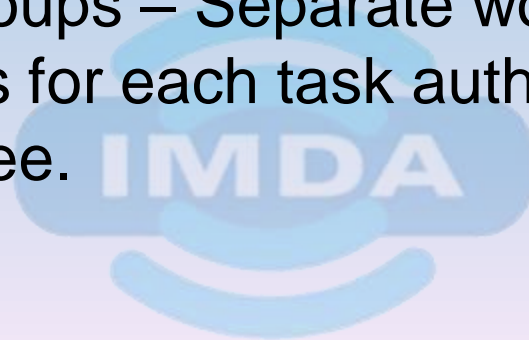 oups – Separate wo
s for each task auth
ee.
IMDA